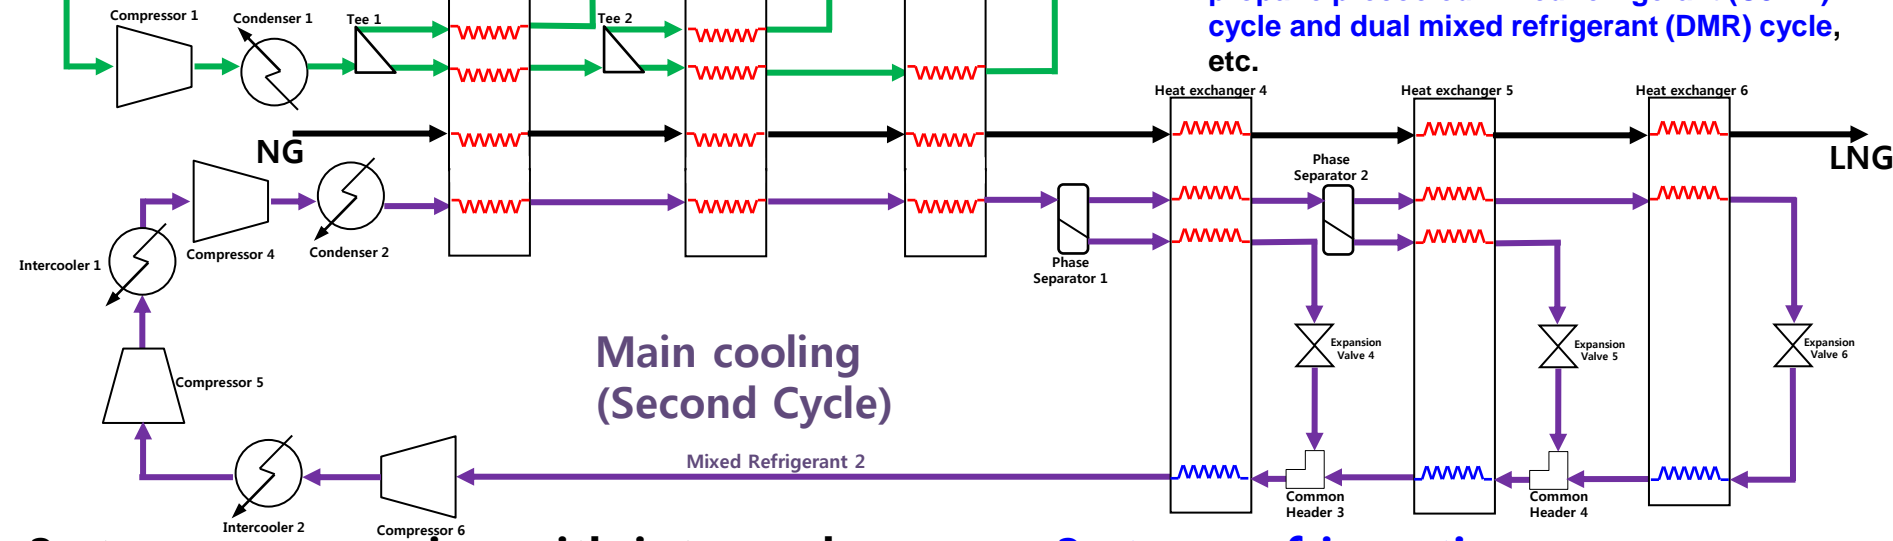 cycle and dual mixed refrigerant (DMR) cycle,
etc.
Compressor 1
Condenser 1
Tee 1
Tee 2
Heat exchanger 4
Heat exchanger 5
Heat exchanger 6
NG
LNG
Phase
Separator 2
Compressor 4
Condenser 2
Intercooler 1
Phase
Separator 1
Main cooling
(Second Cycle)
Expansion
Valve 4
Expansion
Valve 5
Expansion
Valve 6
Compressor 5
Mixed Refrigerant 2
Common
Header 3
Common
Header 4
Intercooler 2
Compressor 6